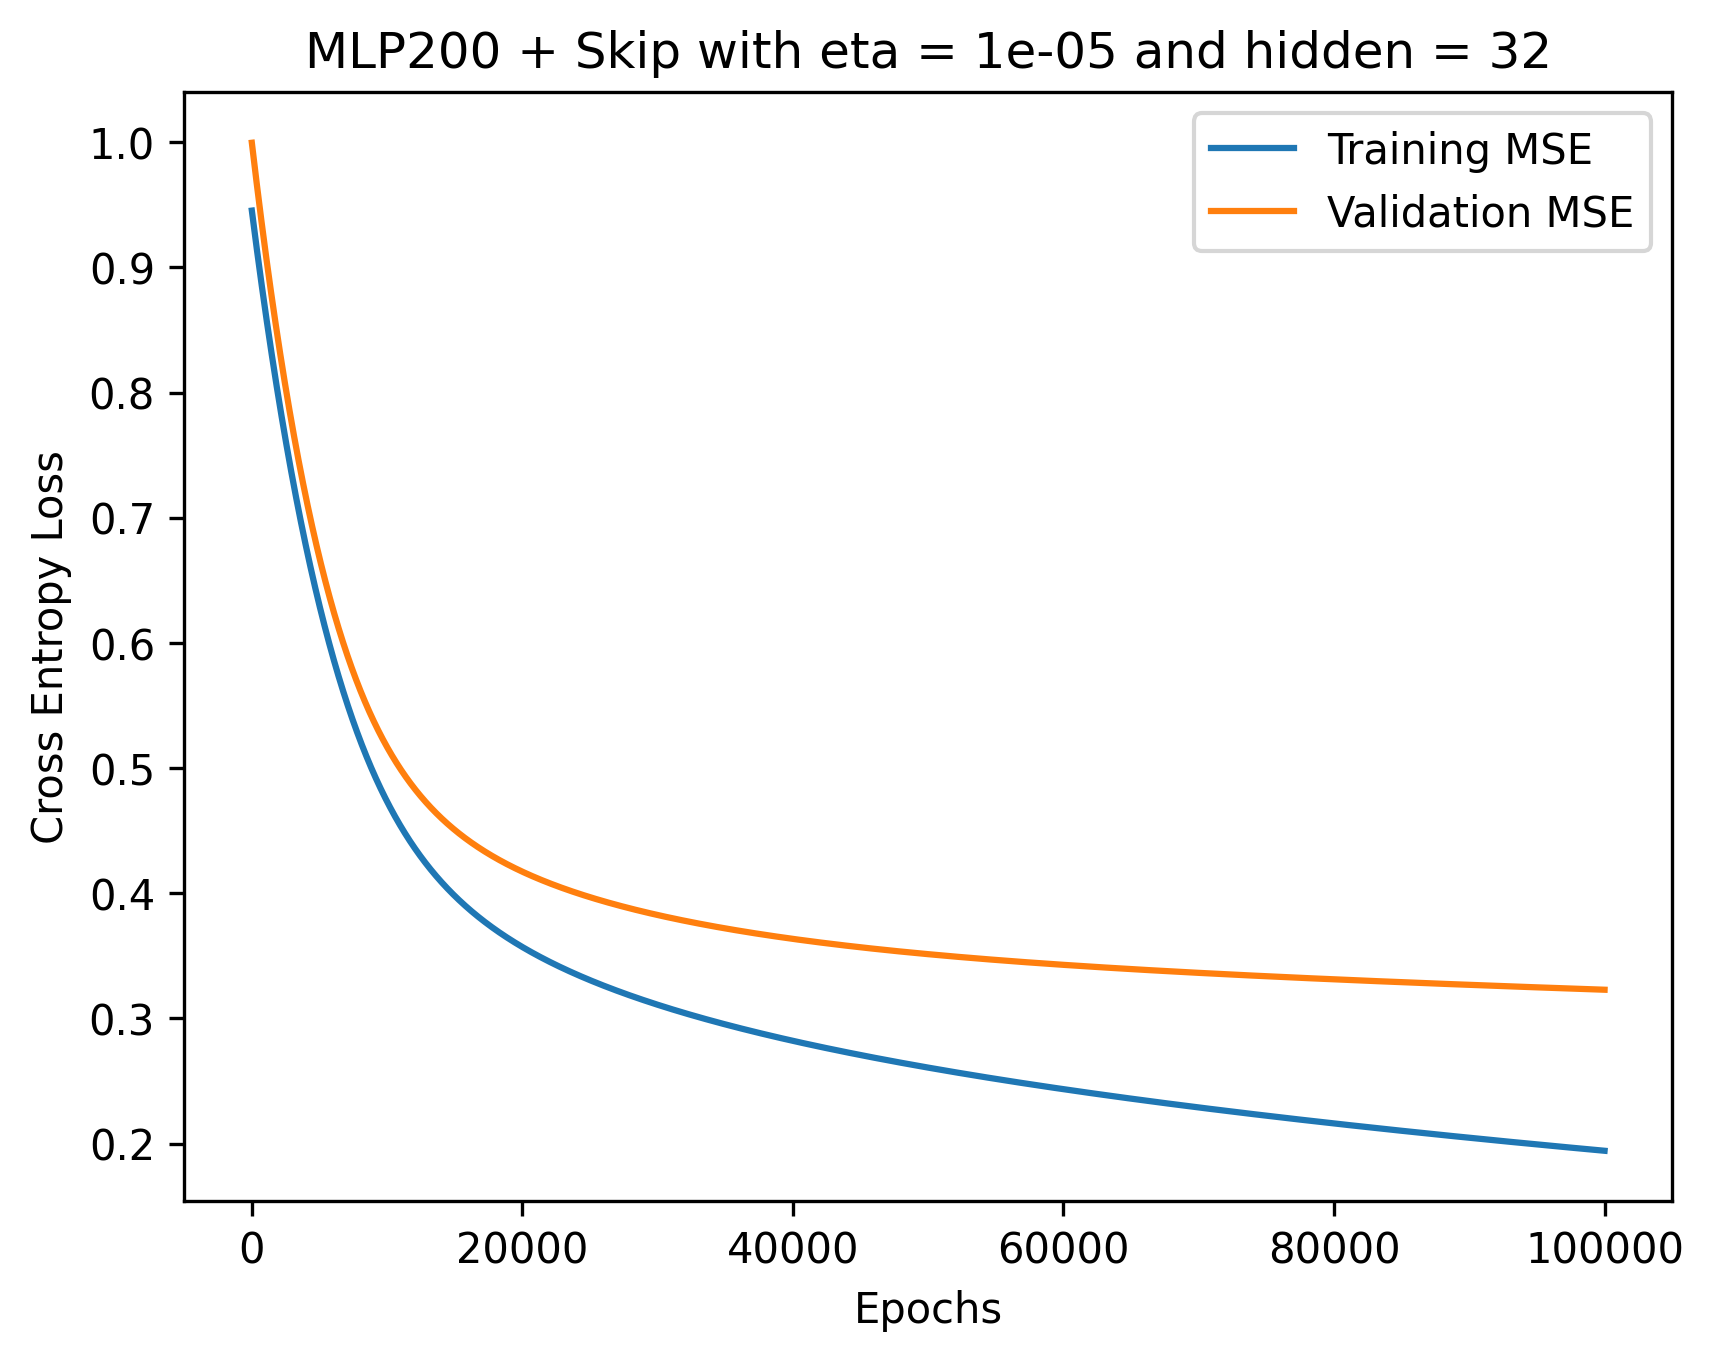 MLP200 + Skip with eta = 1e-05 and hidden = 32
Training MSE
Validation MSE
Cross Entropy Loss
1.0
0.9
0.8
0.7
0.6
0.5
0.4
0.3
0.2
0 20000 40000 60000 80000 100000
Epochs